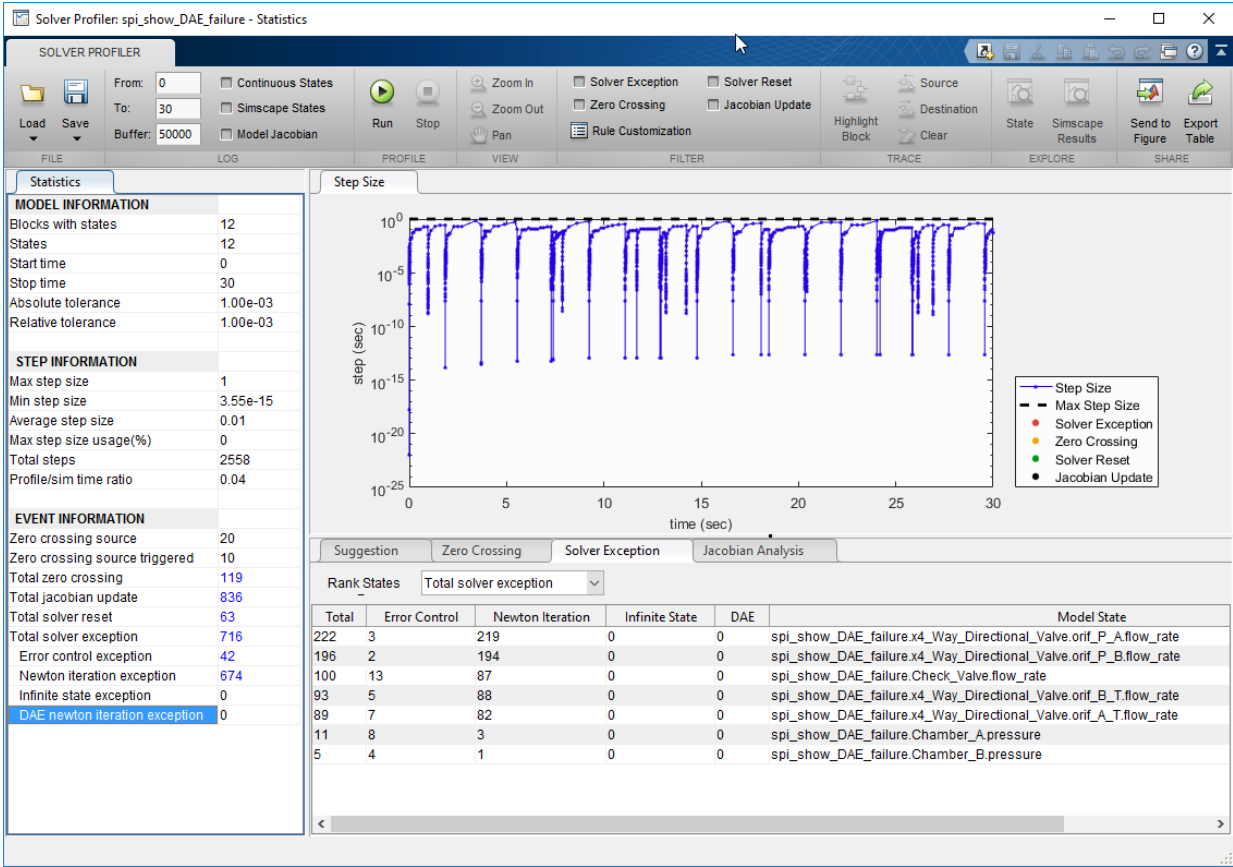 Solver Profiler: spi_show_DAE_failure - Statistics
SOLVER PROFILER
Load
Save
FILE
From: 0
To: 30
Buffer: 50000
Continuous States
Simscape States
Model Jacobian
LOG
Run
Stop
PROFILE
Zoom In
Zoom Out
Pan
VIEW
Solver Exception
Solver Reset
Zero Crossing
Jacobian Update
Rule Customization
FILTER
Highlight
Block
Source
Destination
Clear
TRACE
State
Simscape
Results
EXPLORE
Send to
Figure
Export
Table
SHARE
Statistics
MODEL INFORMATION
Blocks with states 12
States 12
Start time 0
Stop time 30
Absolute tolerance 1.00e-03
Relative tolerance 1.00e-03
STEP INFORMATION
Max step size 1
Min step size 3.55e-15
Average step size 0.01
Max step size usage(%) 0
Total steps 2558
Profile/sim time ratio 0.04
EVENT INFORMATION
Zero crossing source 20
Zero crossing source triggered 10
Total zero crossing 119
Total jacobian update 836
Total solver reset 63
Total solver exception 716
Error control exception 42
Newton iteration exception 674
Infinite state exception 0
DAE newton iteration exception 0
Step Size
10^0
10^-5
10^-10
10^-15
10^-20
10^-25
step (sec)
0 5 10 15 20 25 30
time (sec)
Step Size
Max Step Size
Solver Exception
Zero Crossing
Solver Reset
Jacobian Update
Suggestion Zero Crossing Solver Exception Jacobian Analysis
Rank States Total solver exception
Total Error Control Newton Iteration Infinite State DAE Model State
222 3 219 0 0 spi_show_DAE_failure.x4_Way_Directional_Valve.orif_P_A.flow_rate
196 2 194 0 0 spi_show_DAE_failure.x4_Way_Directional_Valve.orif_P_B.flow_rate
100 13 87 0 0 spi_show_DAE_failure.Check_Valve.flow_rate
93 5 88 0 0 spi_show_DAE_failure.x4_Way_Directional_Valve.orif_B_T.flow_rate
89 7 82 0 0 spi_show_DAE_failure.x4_Way_Directional_Valve.orif_A_T.flow_rate
11 8 3 0 0 spi_show_DAE_failure.Chamber_A.pressure
5 4 1 0 0 spi_show_DAE_failure.Chamber_B.pressure